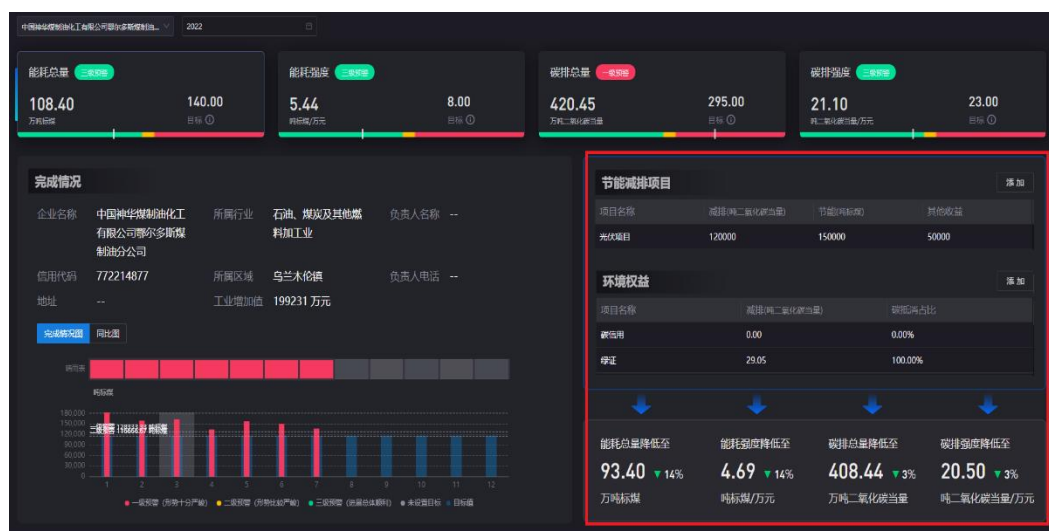 中国神华煤制油化工有限公司鄂尔多斯煤制油... 2022
能耗总量 三级预警
108.40 140.00
万吨标煤 目标
能耗强度 三级预警
5.44 8.00
吨标煤/万元 目标
碳排总量 一级预警
420.45 295.00
万吨二氧化碳当量 目标
碳排强度 三级预警
21.10 23.00
吨二氧化碳当量/万元 目标
完成情况
企业名称 中国神华煤制油化工有限公司鄂尔多斯煤制油分公司
所属行业 石油、煤炭及其他燃料加工业
负责人名称 --
信用代码 772214877
所属区域 乌兰木伦镇
负责人电话 --
地址 --
工业增加值 199231 万元
完成情况图 同比图
吨标煤
180,000
150,000
120,000
90,000
60,000
30,000
0
1 2 3 4 5 6 7 8 9 10 11 12
一级预警 (形势十分严峻) 二级预警 (形势比较严峻) 三级预警 (进展总体顺利) 未设置目标 目标值
节能减排项目 添加
项目名称 减排(吨二氧化碳当量) 节能(吨标煤) 其他收益
光伏项目 120000 150000 50000
环境权益 添加
项目名称 减排(吨二氧化碳当量) 碳抵消占比
碳信用 0.00 0.00%
绿证 29.05 100.00%
能耗总量降低至 能耗强度降低至 碳排总量降低至 碳排强度降低至
93.40 ▼14% 4.69 ▼14% 408.44 ▼3% 20.50 ▼3%
万吨标煤 吨标煤/万元 万吨二氧化碳当量 吨二氧化碳当量/万元